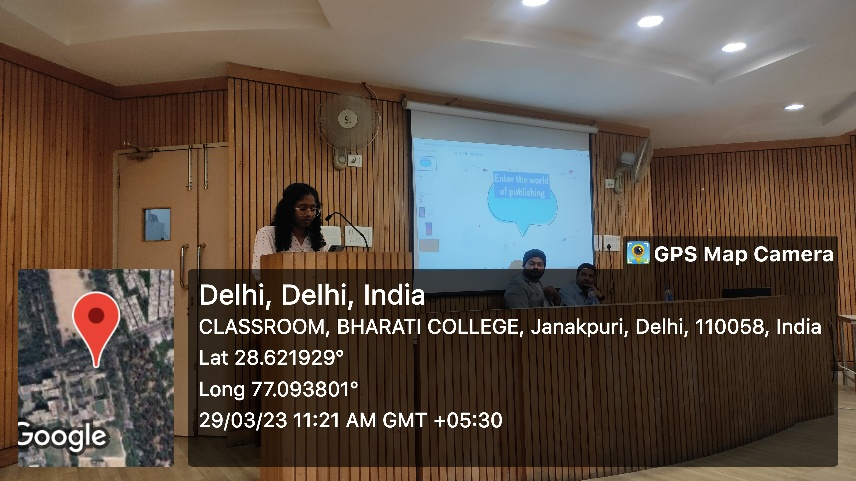 Enter the world
of publishing
GPS Map Camera
Delhi, Delhi, India
CLASSROOM, BHARATI COLLEGE, Janakpuri, Delhi, 110058, India
Lat 28.621929°
Long 77.093801°
29/03/23 11:21 AM GMT +05:30
Google